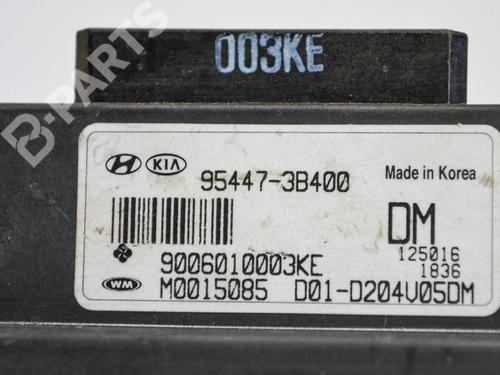 003KE
B-PARTS
KIA
95447-3B400
Made in Korea
DM
125016
1836
9006010003KE
WM
M0015085 D01-D204V05DM